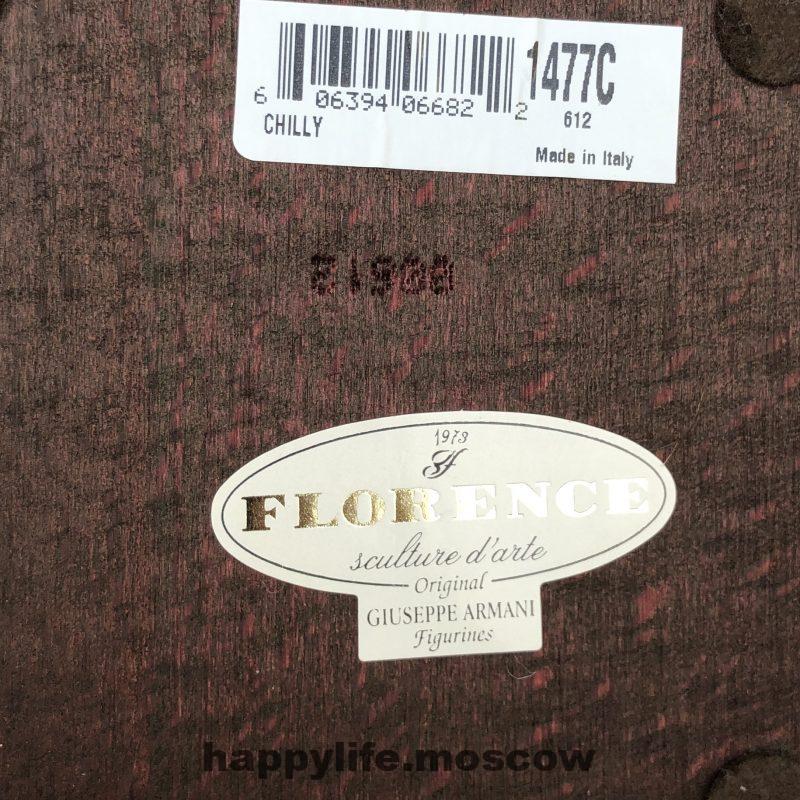 1477C
6 06394 06682 2
612
CHILLY
Made in Italy
1973
FLORENCE
sculture d'arte
Original
GIUSEPPE ARMANI
Figurines
happylife.moscow